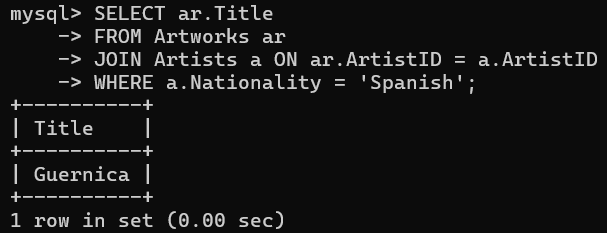 mysql> SELECT ar.Title
    -> FROM Artworks ar
    -> JOIN Artists a ON ar.ArtistID = a.ArtistID
    -> WHERE a.Nationality = 'Spanish';
+----------+
| Title    |
+----------+
| Guernica |
+----------+
1 row in set (0.00 sec)